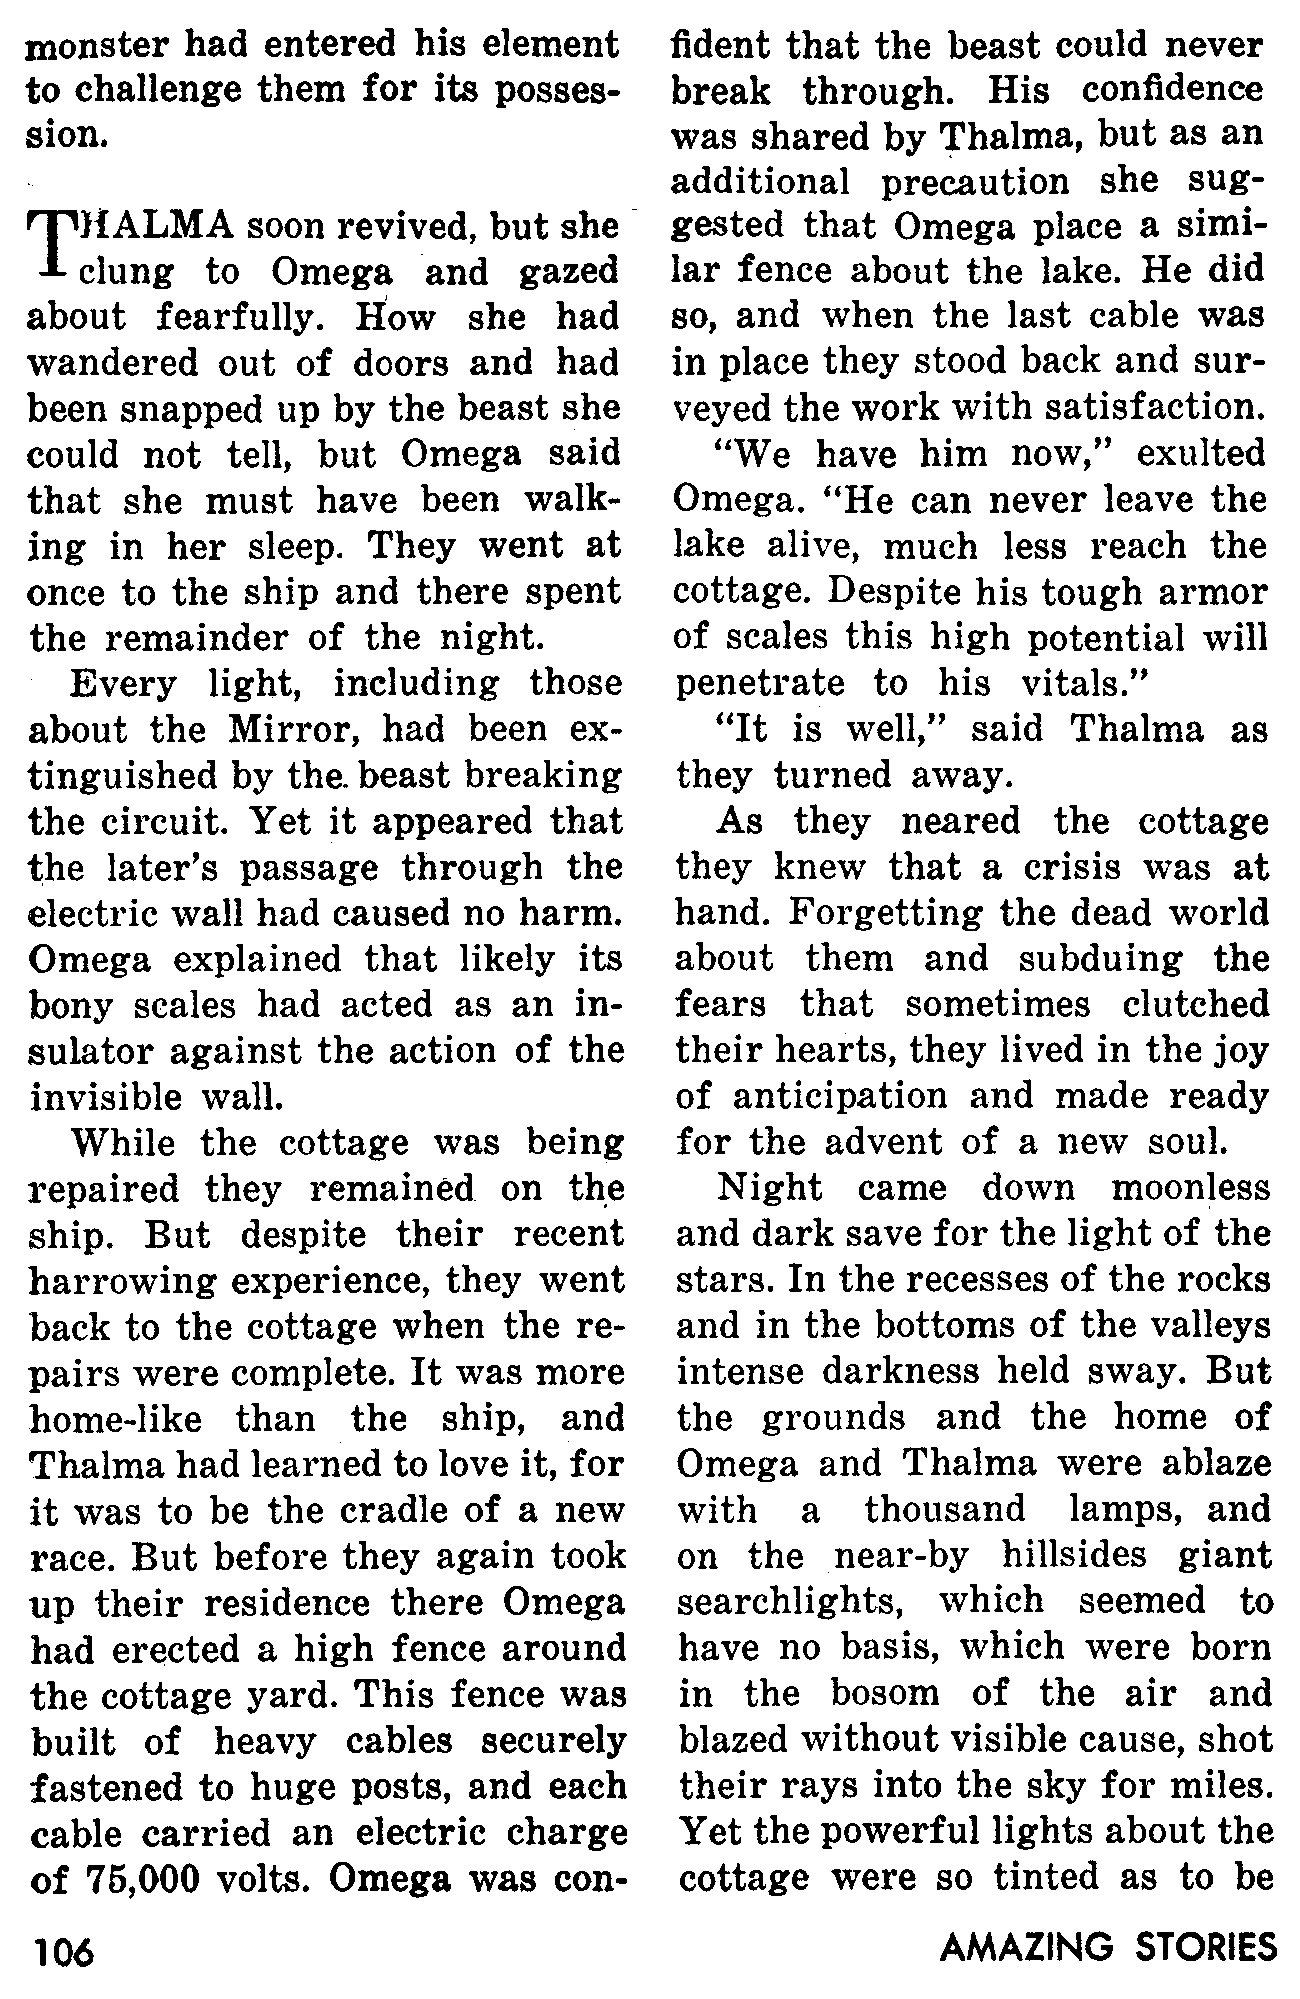 monster had entered his element
to challenge them for its posses-
sion.
THALMA soon revived, but she
clung to Omega and gazed
about fearfully. How she had
wandered out of doors and had
been snapped up by the beast she
could not tell, but Omega said
that she must have been walk-
ing in her sleep. They went at
once to the ship and there spent
the remainder of the night.
Every light, including those
about the Mirror, had been ex-
tinguished by the beast breaking
the circuit. Yet it appeared that
the later's passage through the
electric wall had caused no harm.
Omega explained that likely its
bony scales had acted as an in-
sulator against the action of the
invisible wall.
While the cottage was being
repaired they remained on the
ship. But despite their recent
harrowing experience, they went
back to the cottage when the re-
pairs were complete. It was more
home-like than the ship, and
Thalma had learned to love it, for
it was to be the cradle of a new
race. But before they again took
up their residence there Omega
had erected a high fence around
the cottage yard. This fence was
built of heavy cables securely
fastened to huge posts, and each
cable carried an electric charge
of 75,000 volts. Omega was con-
fident that the beast could never
break through. His confidence
was shared by Thalma, but as an
additional precaution she sug-
gested that Omega place a simi-
lar fence about the lake. He did
so, and when the last cable was
in place they stood back and sur-
veyed the work with satisfaction.
“We have him now,” exulted
Omega. “He can never leave the
lake alive, much less reach the
cottage. Despite his tough armor
of scales this high potential will
penetrate to his vitals.”
“It is well,” said Thalma as
they turned away.
As they neared the cottage
they knew that a crisis was at
hand. Forgetting the dead world
about them and subduing the
fears that sometimes clutched
their hearts, they lived in the joy
of anticipation and made ready
for the advent of a new soul.
Night came down moonless
and dark save for the light of the
stars. In the recesses of the rocks
and in the bottoms of the valleys
intense darkness held sway. But
the grounds and the home of
Omega and Thalma were ablaze
with a thousand lamps, and
on the near-by hillsides giant
searchlights, which seemed to
have no basis, which were born
in the bosom of the air and
blazed without visible cause, shot
their rays into the sky for miles.
Yet the powerful lights about the
cottage were so tinted as to be
106
AMAZING STORIES